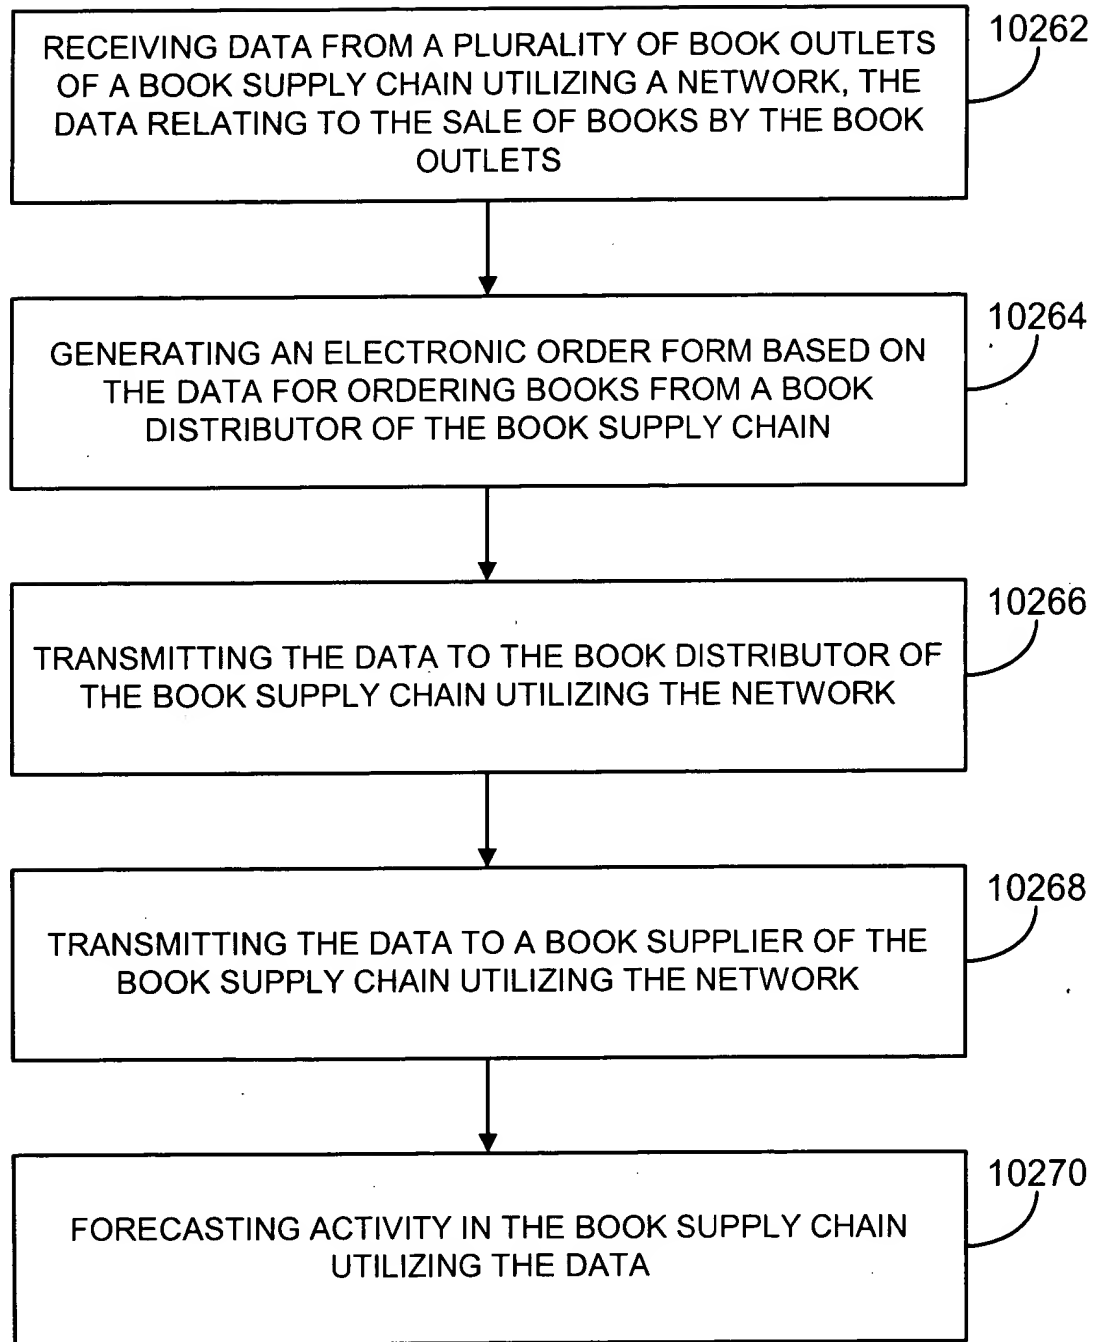 RECEIVING DATA FROM A PLURALITY OF BOOK OUTLETS
OF A BOOK SUPPLY CHAIN UTILIZING A NETWORK, THE
DATA RELATING TO THE SALE OF BOOKS BY THE BOOK
OUTLETS
10262
GENERATING AN ELECTRONIC ORDER FORM BASED ON
THE DATA FOR ORDERING BOOKS FROM A BOOK
DISTRIBUTOR OF THE BOOK SUPPLY CHAIN
10264
TRANSMITTING THE DATA TO THE BOOK DISTRIBUTOR OF
THE BOOK SUPPLY CHAIN UTILIZING THE NETWORK
10266
TRANSMITTING THE DATA TO A BOOK SUPPLIER OF THE
BOOK SUPPLY CHAIN UTILIZING THE NETWORK
10268
FORECASTING ACTIVITY IN THE BOOK SUPPLY CHAIN
UTILIZING THE DATA
10270